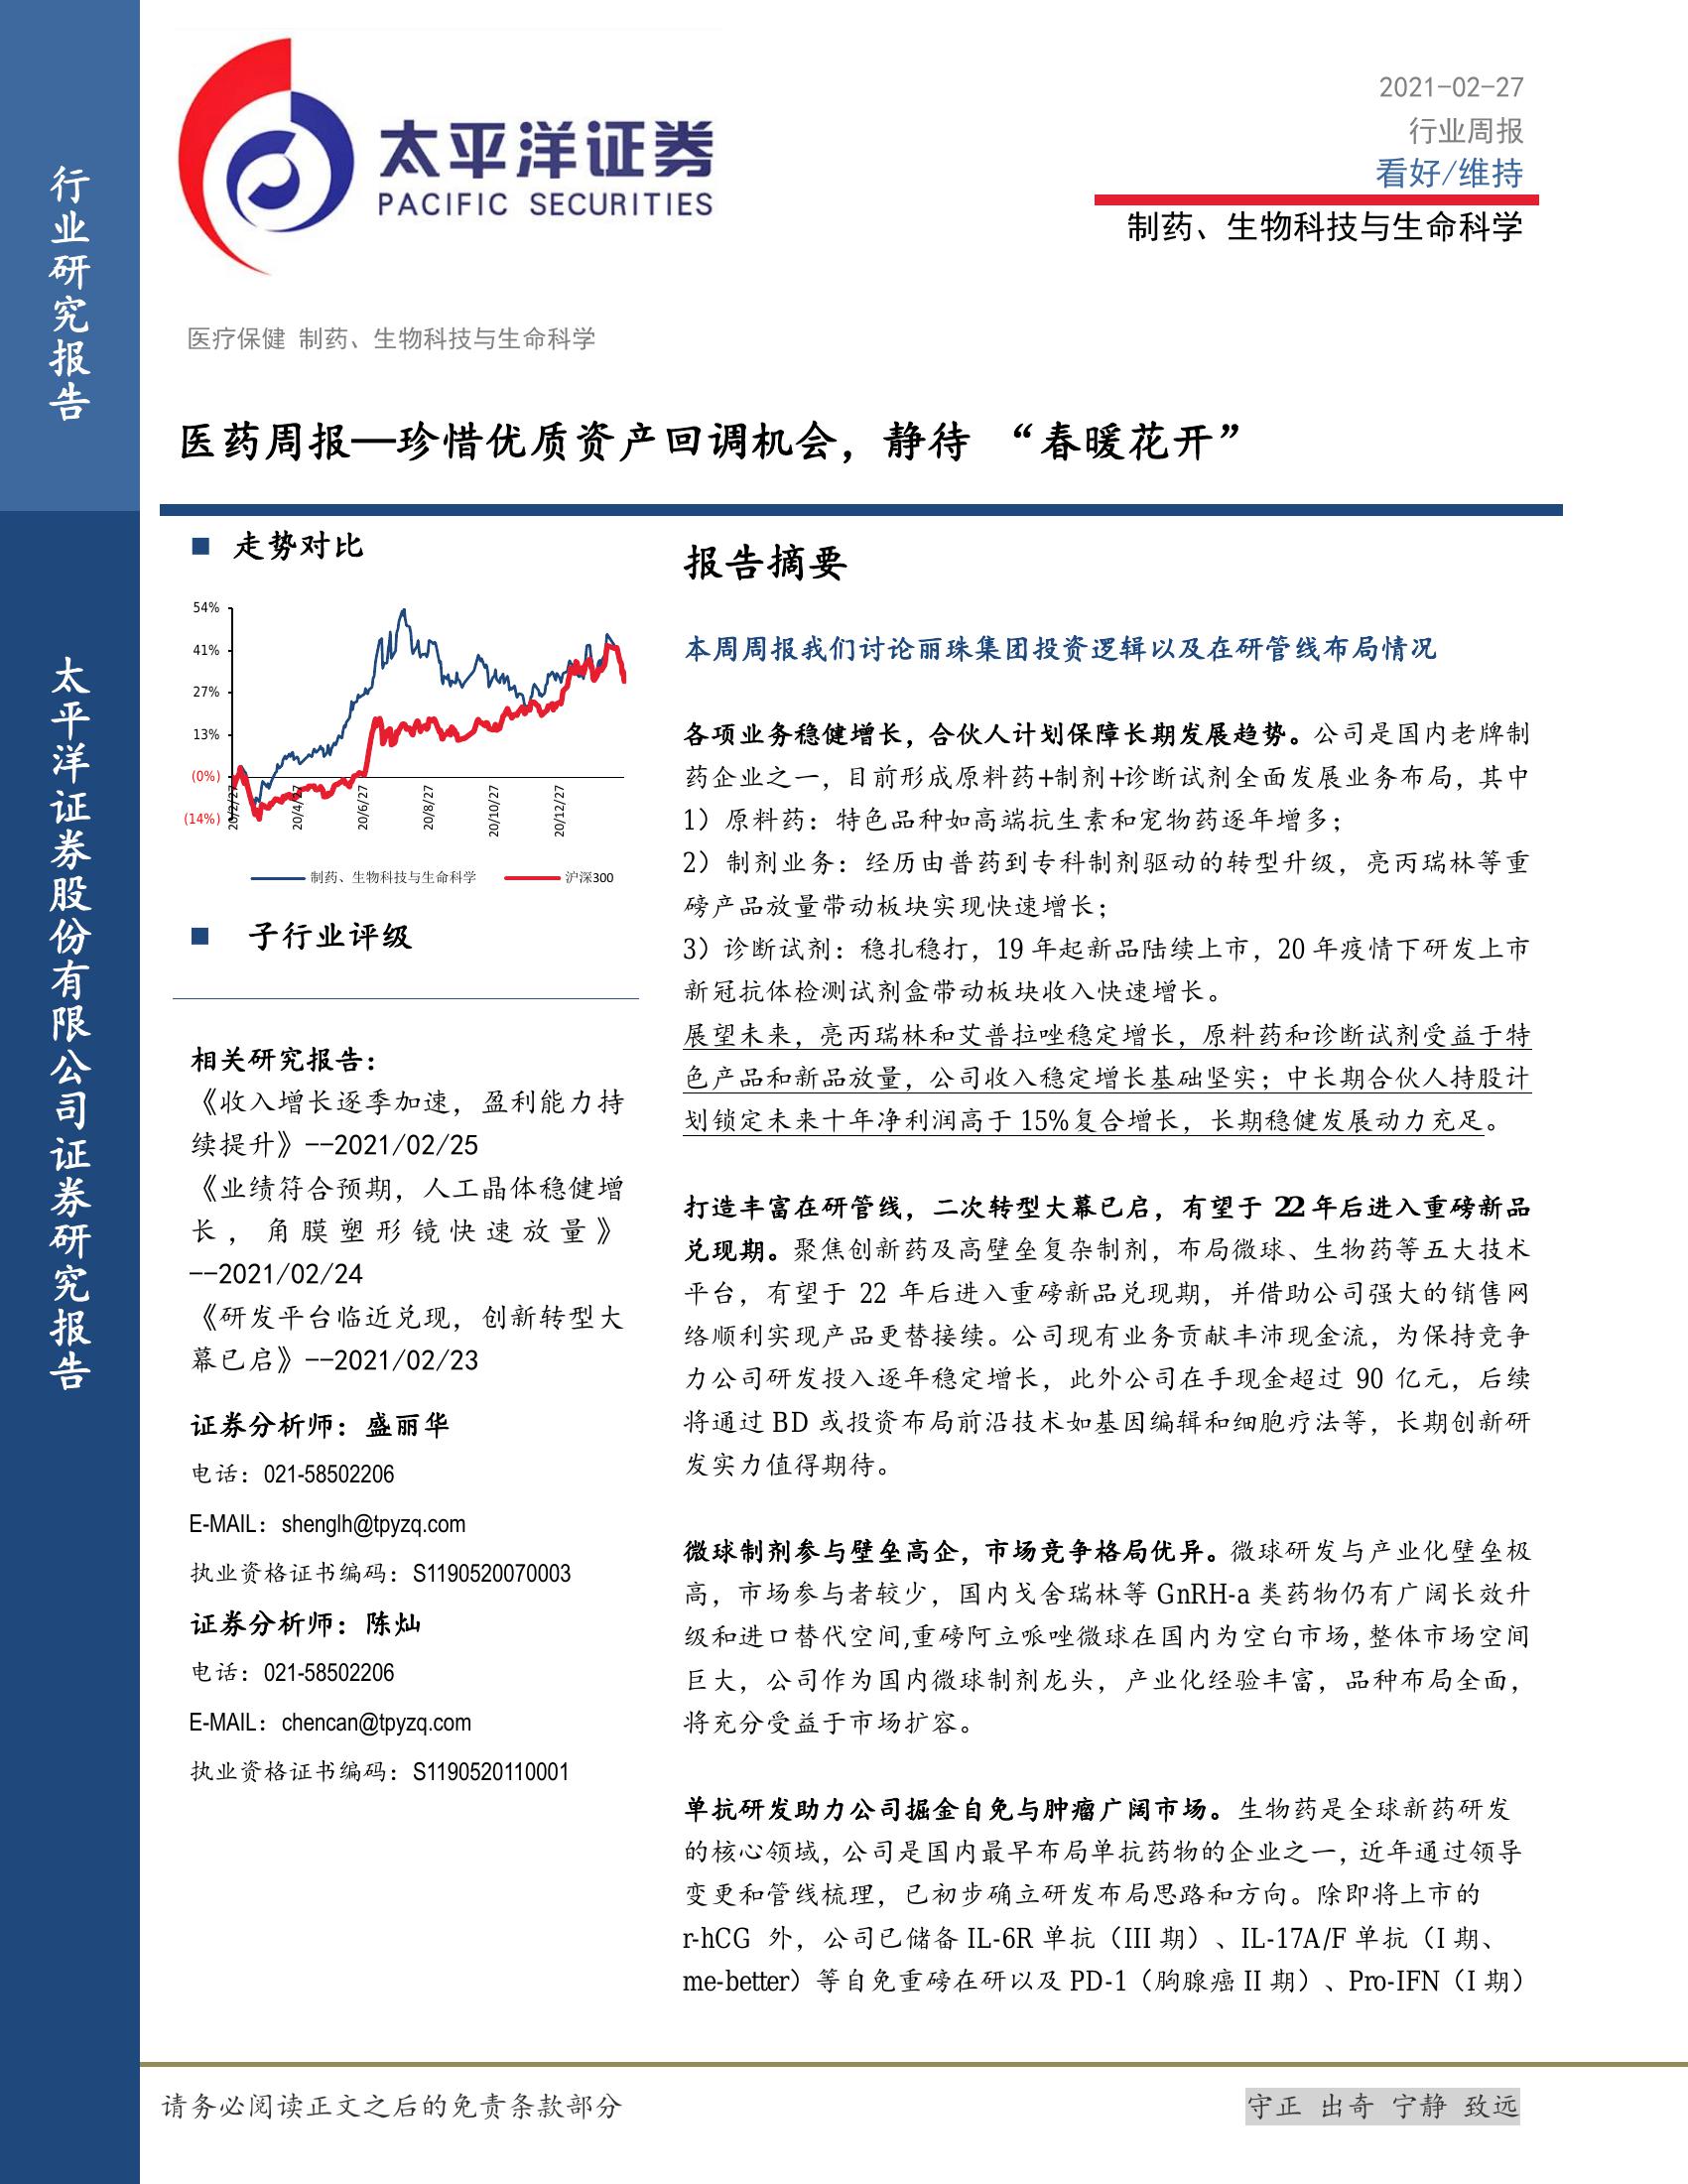 行业研究报告
太平洋证券股份有限公司证券研究报告
太平洋证券
PACIFIC SECURITIES
2021-02-27
行业周报
看好/维持
制药、生物科技与生命科学
医疗保健 制药、生物科技与生命科学
医药周报—珍惜优质资产回调机会，静待 “春暖花开”
■ 走势对比
54%
41%
27%
13%
(0%)
(14%)
20/2/27
20/4/27
20/6/27
20/8/27
20/10/27
20/12/27
制药、生物科技与生命科学 沪深300
■ 子行业评级
相关研究报告：
《收入增长逐季加速，盈利能力持
续提升》--2021/02/25
《业绩符合预期，人工晶体稳健增
长，角膜塑形镜快速放量》
--2021/02/24
《研发平台临近兑现，创新转型大
幕已启》--2021/02/23
证券分析师：盛丽华
电话：021-58502206
E-MAIL：shenglh@tpyzq.com
执业资格证书编码：S1190520070003
证券分析师：陈灿
电话：021-58502206
E-MAIL：chencan@tpyzq.com
执业资格证书编码：S1190520110001
报告摘要
本周周报我们讨论丽珠集团投资逻辑以及在研管线布局情况
各项业务稳健增长，合伙人计划保障长期发展趋势。公司是国内老牌制
药企业之一，目前形成原料药+制剂+诊断试剂全面发展业务布局，其中
1）原料药：特色品种如高端抗生素和宠物药逐年增多；
2）制剂业务：经历由普药到专科制剂驱动的转型升级，亮丙瑞林等重
磅产品放量带动板块实现快速增长；
3）诊断试剂：稳扎稳打，19 年起新品陆续上市，20 年疫情下研发上市
新冠抗体检测试剂盒带动板块收入快速增长。
展望未来，亮丙瑞林和艾普拉唑稳定增长，原料药和诊断试剂受益于特
色产品和新品放量，公司收入稳定增长基础坚实；中长期合伙人持股计
划锁定未来十年净利润高于 15%复合增长，长期稳健发展动力充足。
打造丰富在研管线，二次转型大幕已启，有望于 22 年后进入重磅新品
兑现期。聚焦创新药及高壁垒复杂制剂，布局微球、生物药等五大技术
平台，有望于 22 年后进入重磅新品兑现期，并借助公司强大的销售网
络顺利实现产品更替接续。公司现有业务贡献丰沛现金流，为保持竞争
力公司研发投入逐年稳定增长，此外公司在手现金超过 90 亿元，后续
将通过 BD 或投资布局前沿技术如基因编辑和细胞疗法等，长期创新研
发实力值得期待。
微球制剂参与壁垒高企，市场竞争格局优异。微球研发与产业化壁垒极
高，市场参与者较少，国内戈舍瑞林等 GnRH-a 类药物仍有广阔长效升
级和进口替代空间,重磅阿立哌唑微球在国内为空白市场,整体市场空间
巨大，公司作为国内微球制剂龙头，产业化经验丰富，品种布局全面，
将充分受益于市场扩容。
单抗研发助力公司掘金自免与肿瘤广阔市场。生物药是全球新药研发
的核心领域,公司是国内最早布局单抗药物的企业之一,近年通过领导
变更和管线梳理，已初步确立研发布局思路和方向。除即将上市的
r-hCG 外，公司已储备 IL-6R 单抗（III 期）、IL-17A/F 单抗（I 期、
me-better）等自免重磅在研以及 PD-1（胸腺癌 II 期）、Pro-IFN（I 期）
请务必阅读正文之后的免责条款部分
守正 出奇 宁静 致远